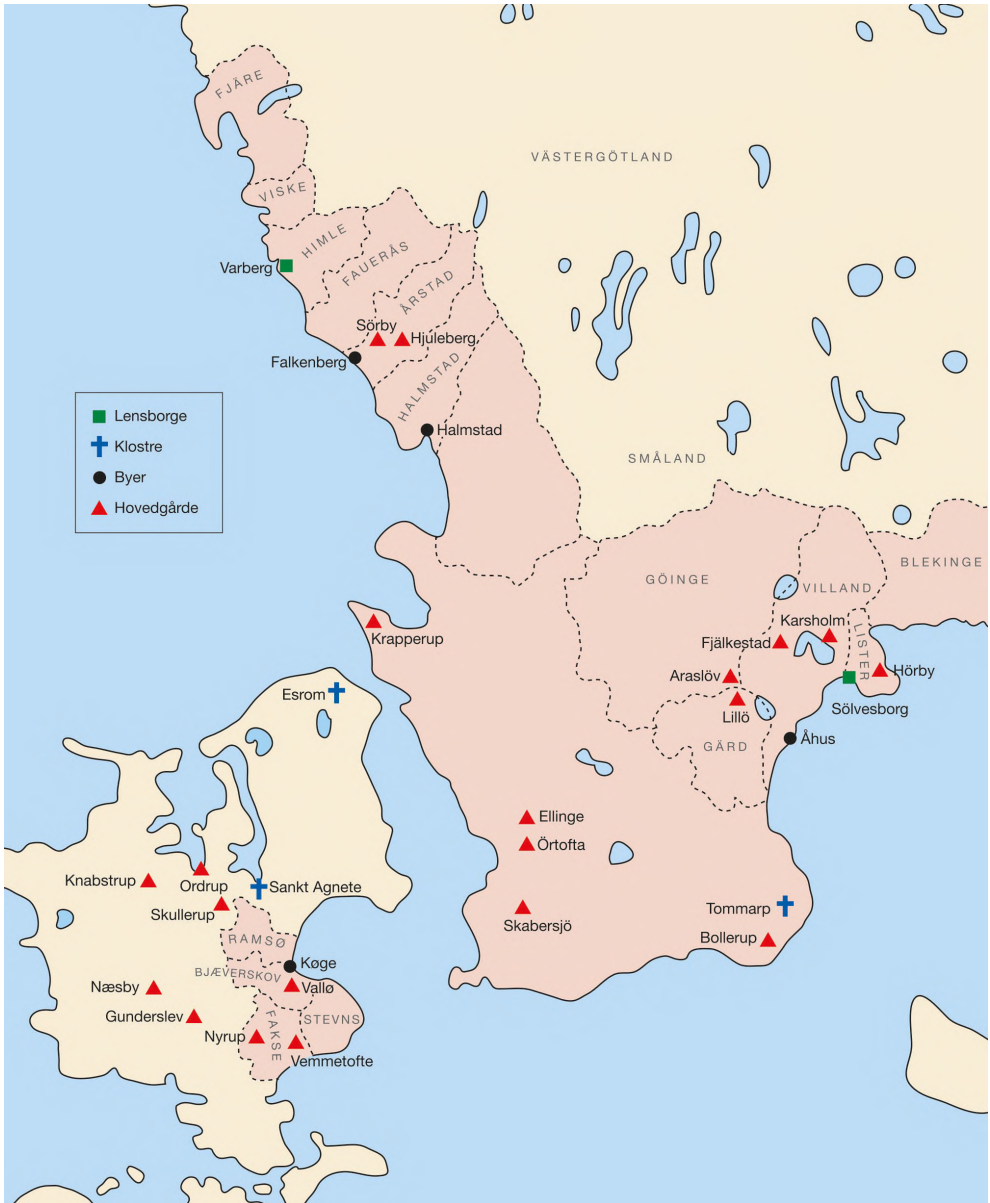 FJÄRE
VÄSTERGÖTLAND
VISKE
HIMLE
FAUERÅS
Varberg
ÅRSTAD
Sörby
Hjuleberg
Falkenberg
HALMSTAD
Halmstad
Lensborge
Klostre
Byer
Hovedgårde
SMÅLAND
BLEKINGE
GÖINGE
VILLAND
Karsholm
LISTER
Krapperup
Fjälkestad
Hörby
Araslöv
Esrom
Sölvesborg
Lillö
Åhus
GÄRD
Ellinge
Örtofta
Knabstrup
Ordrup
Sankt Agnete
Skullerup
Tommarp
Skabersjö
Bollerup
RAMSØ
Køge
BJÆVERSKOV
Næsby
Vallø
Gunderslev
STEVNS
FAKSE
Nyrup
Vemmetofte